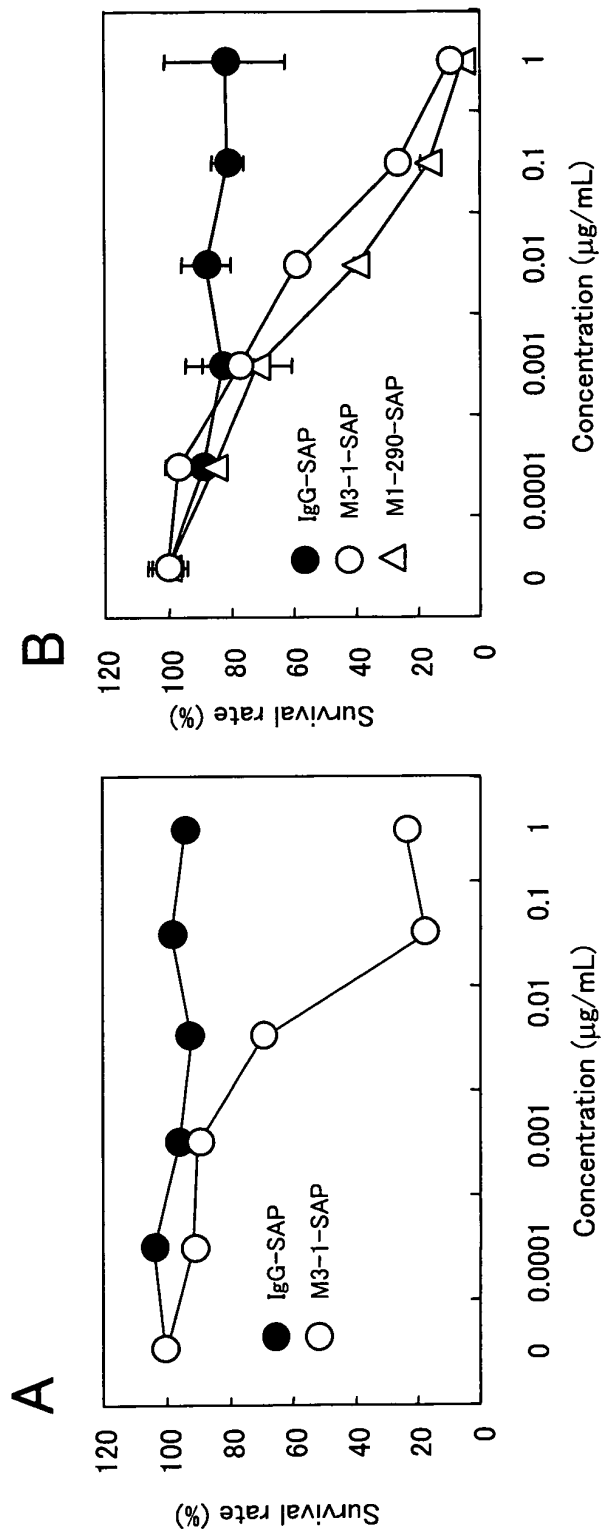 A
Survival rate (%)
120
100
80
60
40
20
0
IgG-SAP
M3-1-SAP
0
0.0001
0.001
0.01
0.1
1
Concentration (μg/mL)
B
Survival rate (%)
120
100
80
60
40
20
0
IgG-SAP
M3-1-SAP
M1-290-SAP
0
0.0001
0.001
0.01
0.1
1
Concentration (μg/mL)